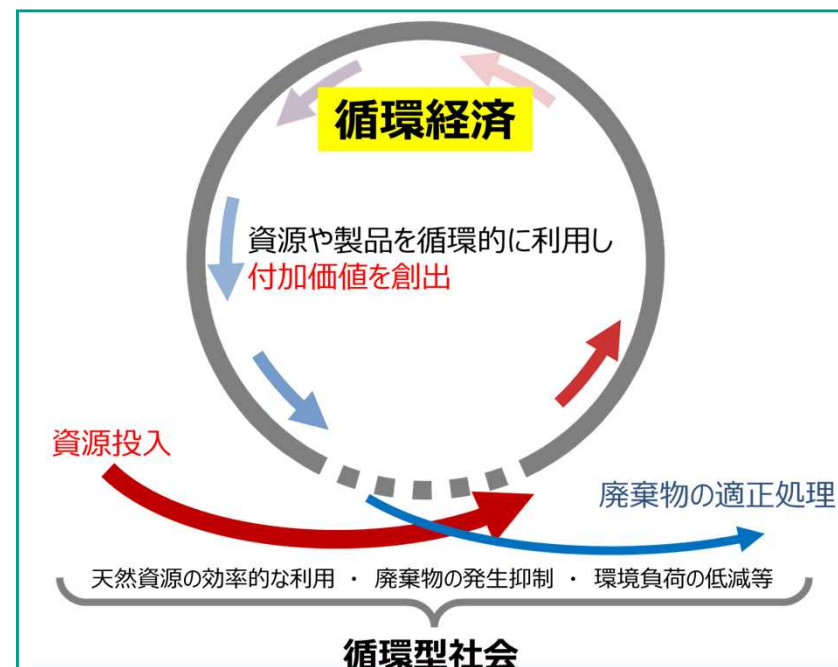 循環経済
資源や製品を循環的に利用し
付加価値を創出
資源投入
廃棄物の適正処理
天然資源の効率的な利用 ・ 廃棄物の発生抑制 ・ 環境負荷の低減等
循環型社会